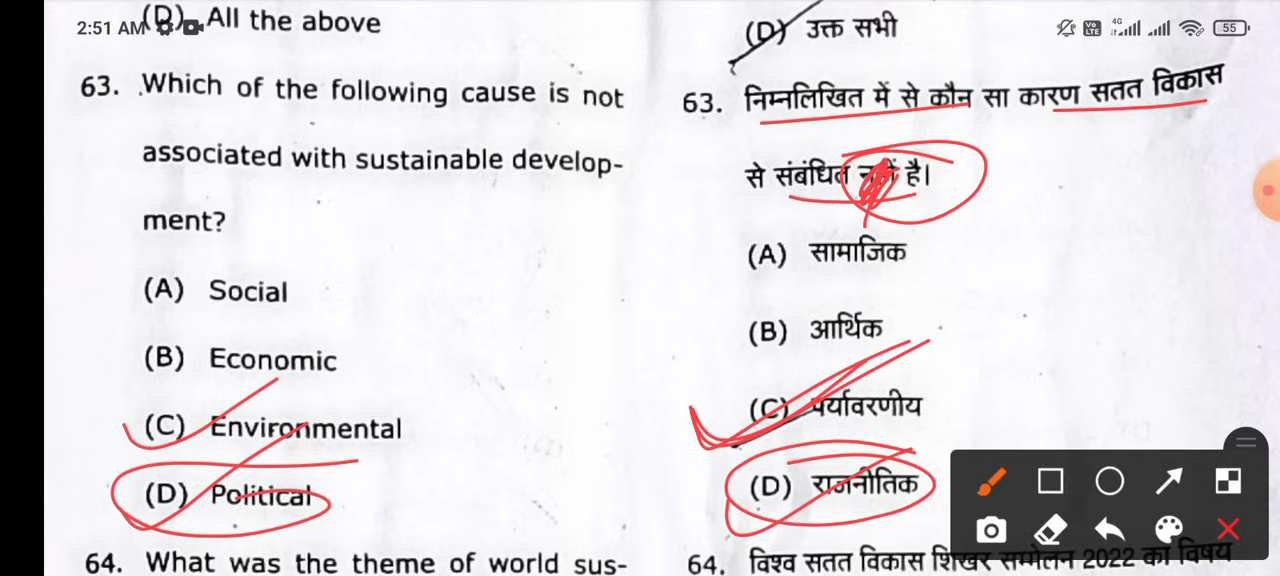 2:51 AM
55
(D) All the above
63. Which of the following cause is not
associated with sustainable develop-
ment?
(A) Social
(B) Economic
(C) Environmental
(D) Political
64. What was the theme of world sus-
(D) उक्त सभी
63. निम्नलिखित में से कौन सा कारण सतत विकास
से संबंधित है।
(A) सामाजिक
(B) आर्थिक
(C) पर्यावरणीय
(D) राजनीतिक
64. विश्व सतत विकास शिखर सम्मेलन 2022 का विषय